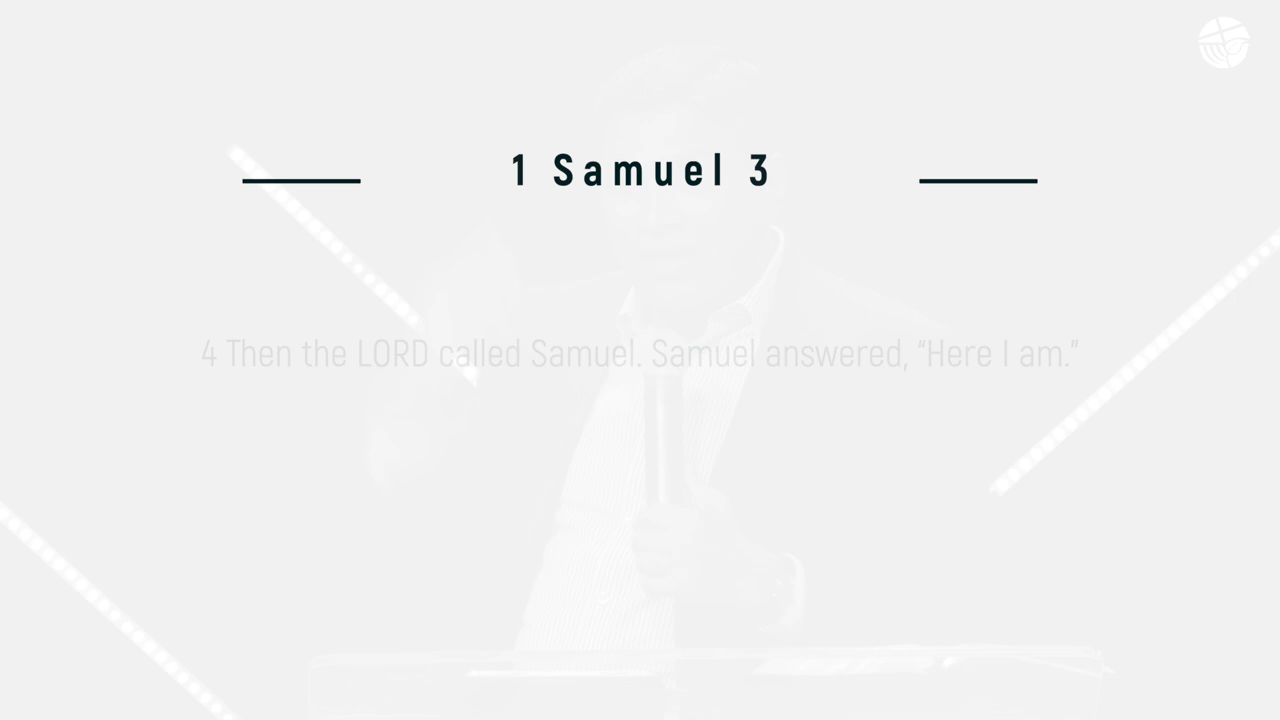 1 Samuel 3
4 Then the LORD called Samuel. Samuel answered, “Here I am.”